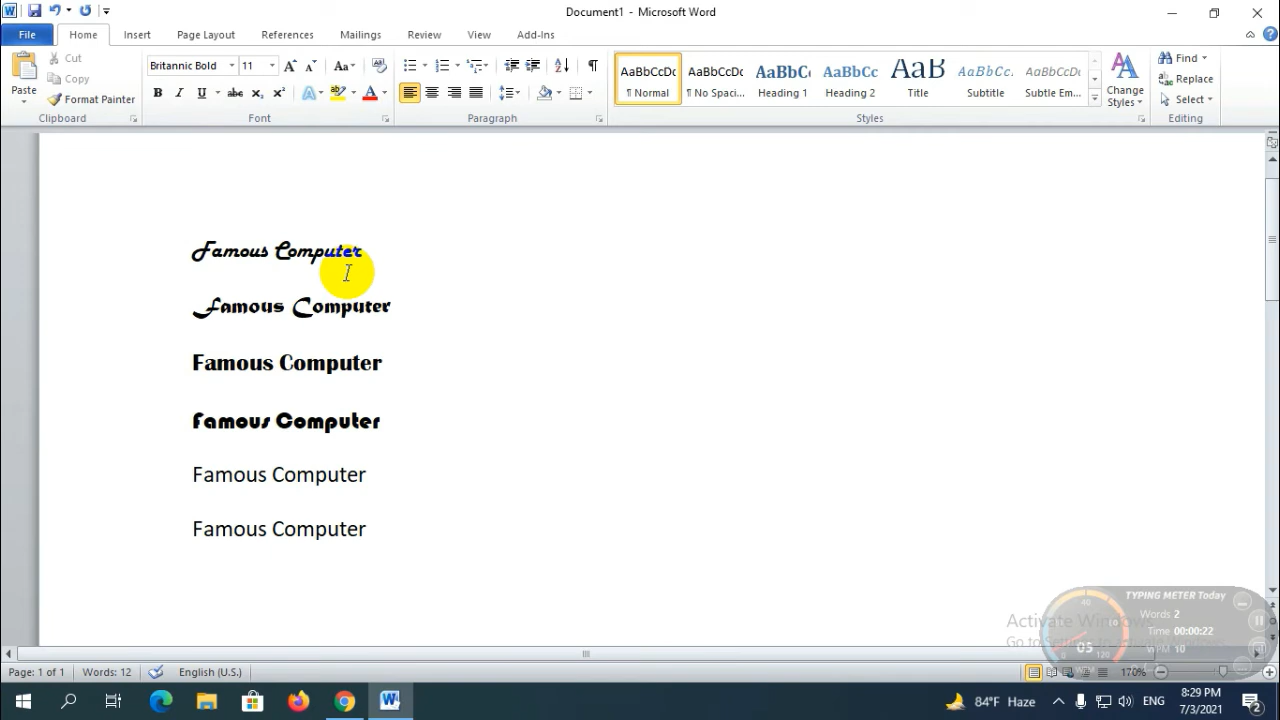 Document1 - Microsoft Word
File Home Insert Page Layout References Mailings Review View Add-Ins
Paste Cut Copy Format Painter Clipboard
Britannic Bold 11 Font
Paragraph
AaBbCcDc AaBbCcDc AaBbC AaBbCc AaB AaBbCc. AaBbCcDc
¶ Normal ¶ No Spaci... Heading 1 Heading 2 Title Subtitle Subtle Em...
Styles
Change Styles
Find Replace Select Editing
Famous Computer
Famous Computer
Famous Computer
Famous Computer
Famous Computer
Famous Computer
TYPING METER Today
Words 2
Time 00:00:22
WPM 10
05
Page: 1 of 1 Words: 12 English (U.S.) 170%
84°F Haze ENG 8:29 PM
7/3/2021